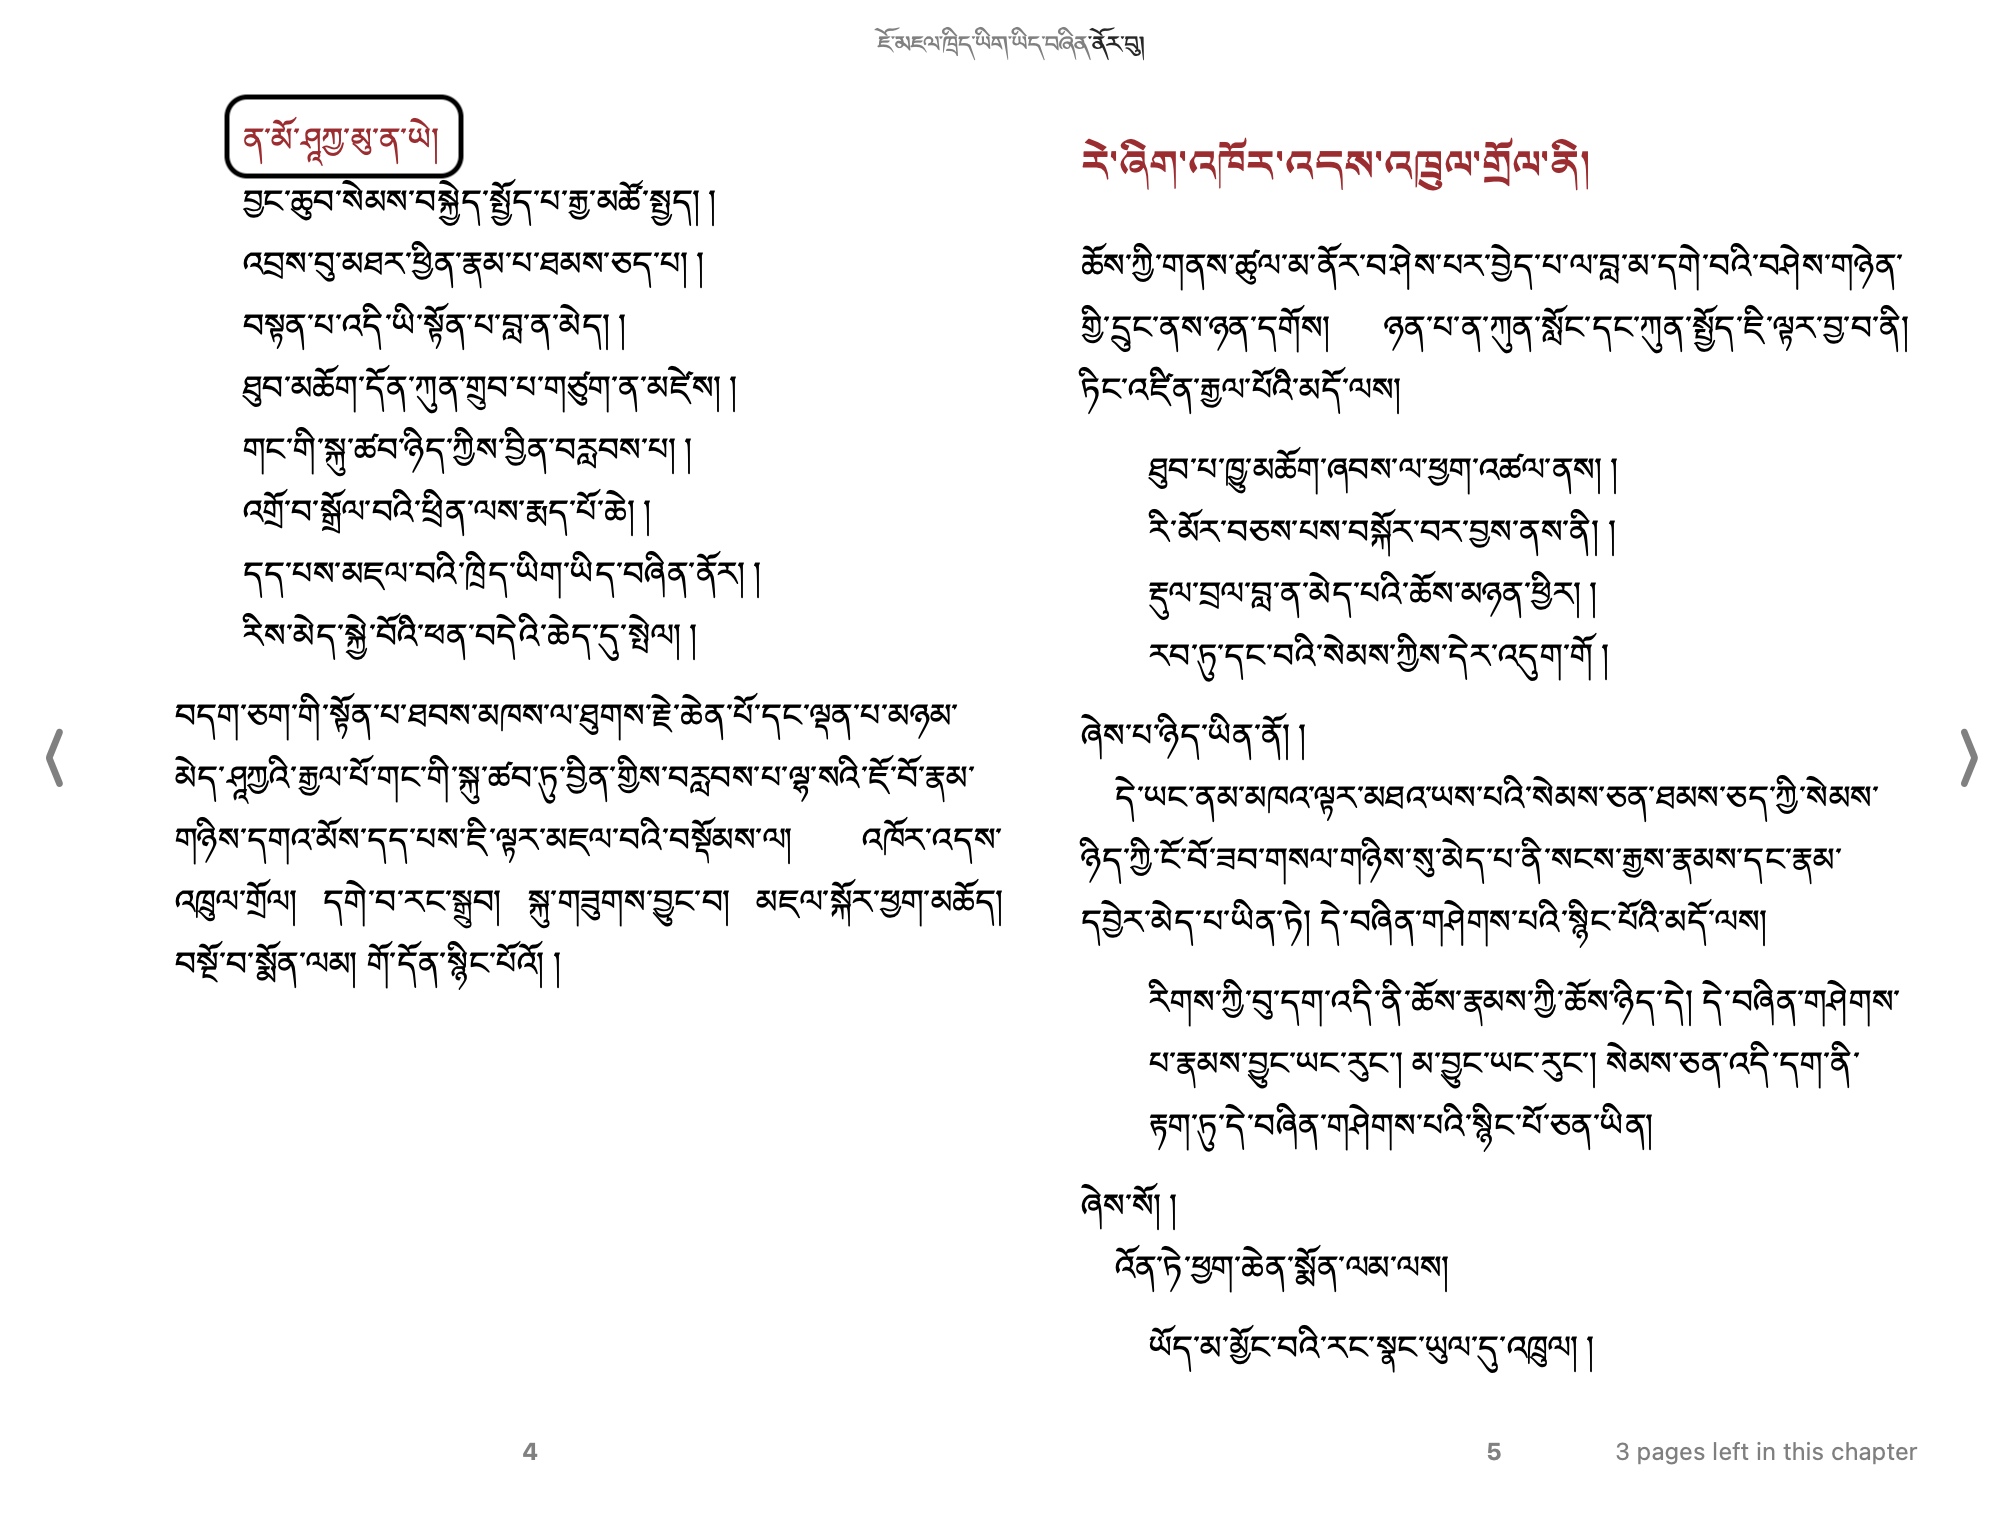 ཇོ་མཇལ་ཁྲིད་ཡིག་ཡིད་བཞིན་ནོར་བུ།
ན་མོ་ཤཱཀྱ་མུ་ན་ཡེ།
བྱང་ཆུབ་སེམས་བསྐྱེད་སྤྱོད་པ་རྒྱ་མཚོ་སྤྱད། །
འབྲས་བུ་མཐར་ཕྱིན་རྣམ་པ་ཐམས་ཅད་པ། །
བསྟན་པ་འདི་ཡི་སྟོན་པ་བླ་ན་མེད། །
ཐུབ་མཆོག་དོན་ཀུན་གྲུབ་པ་གཙུག་ན་མཛེས། །
གང་གི་སྐུ་ཚབ་ཉིད་ཀྱིས་བྱིན་བརླབས་པ། །
འགྲོ་བ་སྒྲོལ་བའི་ཕྲིན་ལས་རྨད་པོ་ཆེ། །
དད་པས་མཇལ་བའི་ཁྲིད་ཡིག་ཡིད་བཞིན་ནོར། །
རིས་མེད་སྐྱེ་བོའི་ཕན་བདེའི་ཆེད་དུ་སྤེལ། །
བདག་ཅག་གི་སྟོན་པ་ཐབས་མཁས་ལ་ཐུགས་རྗེ་ཆེན་པོ་དང་ལྡན་པ་མཉམ་
མེད་ཤཱཀྱའི་རྒྱལ་པོ་གང་གི་སྐུ་ཚབ་ཏུ་བྱིན་གྱིས་བརླབས་པ་ལྷ་སའི་ཇོ་བོ་རྣམ་
གཉིས་དགའ་མོས་དད་པས་ཇི་ལྟར་མཇལ་བའི་བསྡོམས་ལ། འཁོར་འདས་
འཁྲུལ་གྲོལ། དགེ་བ་རང་སྒྲུབ། སྐུ་གཟུགས་བྱུང་བ། མཇལ་སྐོར་ཕྱག་མཆོད།
བསྔོ་བ་སྨོན་ལམ། གོ་དོན་སྙིང་པོའོ། །
4
རེ་ཞིག་འཁོར་འདས་འཁྲུལ་གྲོལ་ནི།
ཆོས་ཀྱི་གནས་ཚུལ་མ་ནོར་བ་ཤེས་པར་བྱེད་པ་ལ་བླ་མ་དགེ་བའི་བཤེས་གཉེན་
གྱི་དྲུང་ནས་ཉན་དགོས། ཉན་པ་ན་ཀུན་སློང་དང་ཀུན་སྤྱོད་ཇི་ལྟར་བྱ་བ་ནི།
ཏིང་འཛིན་རྒྱལ་པོའི་མདོ་ལས།
ཐུབ་པ་ཁྱུ་མཆོག་ཞབས་ལ་ཕྱག་འཚལ་ནས། །
རི་མོར་བཅས་པས་བསྐོར་བར་བྱས་ནས་ནི། །
རྡུལ་བྲལ་བླ་ན་མེད་པའི་ཆོས་མཉན་ཕྱིར། །
རབ་ཏུ་དང་བའི་སེམས་ཀྱིས་དེར་འདུག་གོ །
ཞེས་པ་ཉིད་ཡིན་ནོ། །
དེ་ཡང་ནམ་མཁའ་ལྟར་མཐའ་ཡས་པའི་སེམས་ཅན་ཐམས་ཅད་ཀྱི་སེམས་
ཉིད་ཀྱི་ངོ་བོ་ཟབ་གསལ་གཉིས་སུ་མེད་པ་ནི་སངས་རྒྱས་རྣམས་དང་རྣམ་
དབྱེར་མེད་པ་ཡིན་ཏེ། དེ་བཞིན་གཤེགས་པའི་སྙིང་པོའི་མདོ་ལས།
རིགས་ཀྱི་བུ་དག་འདི་ནི་ཆོས་རྣམས་ཀྱི་ཆོས་ཉིད་དེ། དེ་བཞིན་གཤེགས་
པ་རྣམས་བྱུང་ཡང་རུང་། མ་བྱུང་ཡང་རུང་། སེམས་ཅན་འདི་དག་ནི་
རྟག་ཏུ་དེ་བཞིན་གཤེགས་པའི་སྙིང་པོ་ཅན་ཡིན།
ཞེས་སོ། །
འོན་ཏེ་ཕྱག་ཆེན་སྨོན་ལམ་ལས།
ཡོད་མ་མྱོང་བའི་རང་སྣང་ཡུལ་དུ་འཁྲུལ། །
5
3 pages left in this chapter